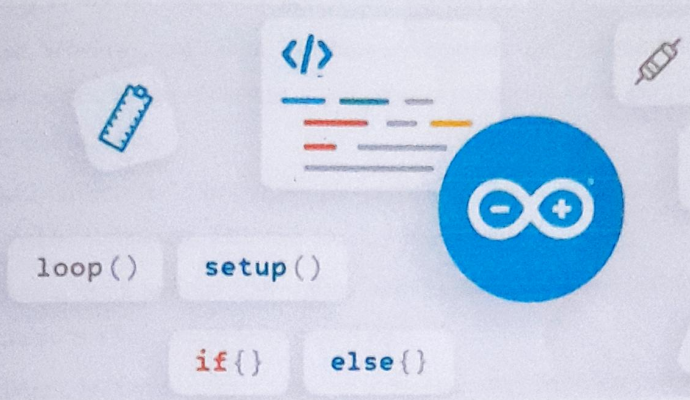 </>
loop() setup()
if{} else{}